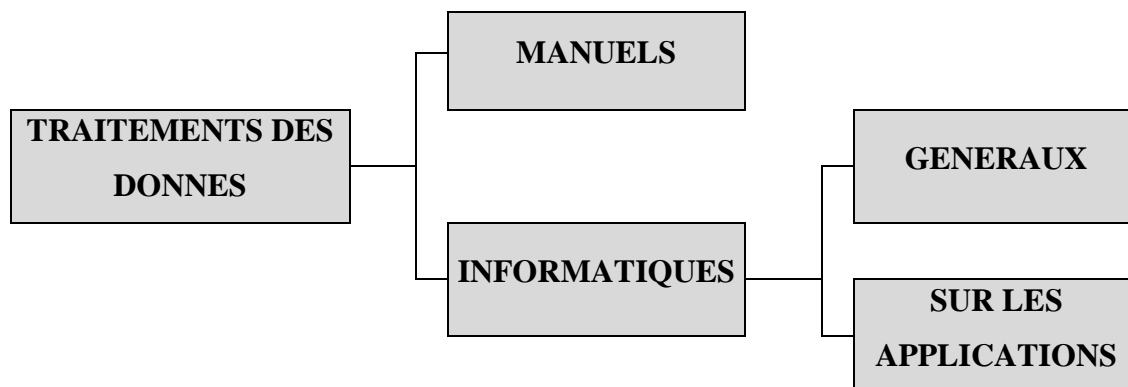 MANUELS
TRAITEMENTS DES
DONNES
GENERAUX
INFORMATIQUES
SUR LES
APPLICATIONS